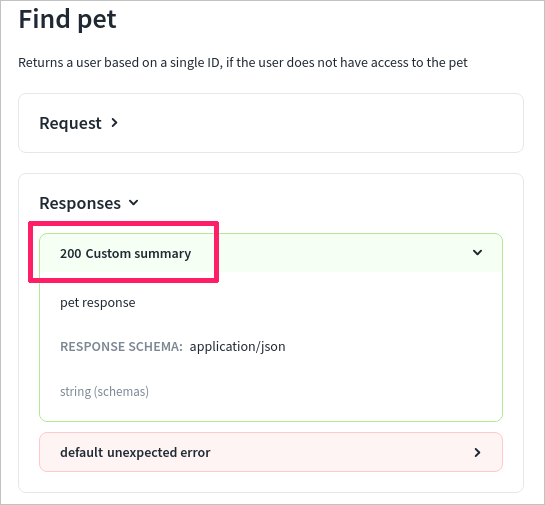 Find pet
Returns a user based on a single ID, if the user does not have access to the pet
Request
Responses
200 Custom summary
pet response
RESPONSE SCHEMA: application/json
string (schemas)
default unexpected error